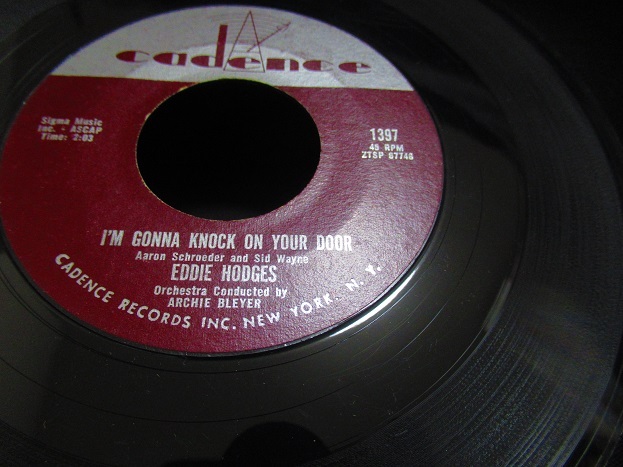 cadence
Sigma Music
Inc. - ASCAP
Time: 2:03
1397
45 RPM
ZTSP 67746
I'M GONNA KNOCK ON YOUR DOOR
Aaron Schroeder and Sid Wayne
EDDIE HODGES
Orchestra Conducted by
ARCHIE BLEYER
CADENCE RECORDS INC. NEW YORK, N. Y.